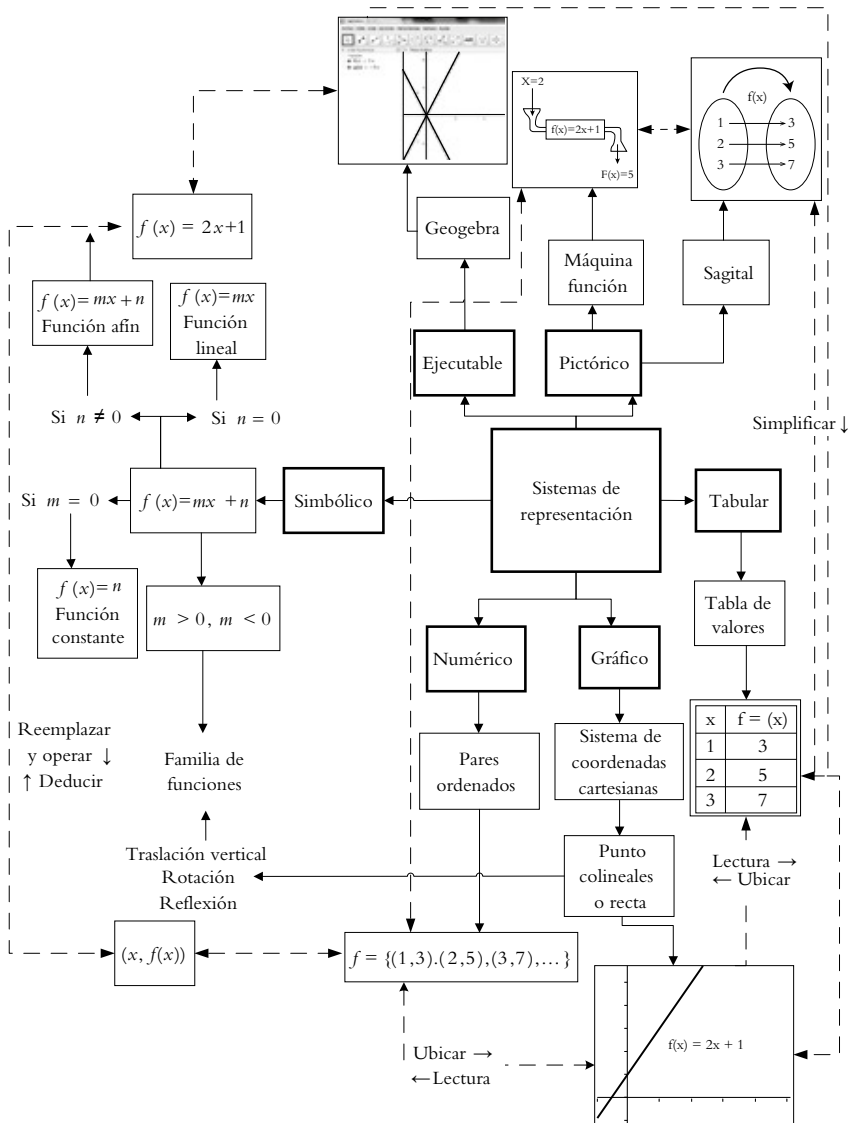 X=2
f(x)=2x+1
F(x)=5
f(x)
1 3
2 5
3 7
f (x) = 2x+1
Geogebra
Máquina
función
Sagital
f (x)=mx+n
Función afín
f (x)=mx
Función
lineal
Ejecutable
Pictórico
Si n ≠ 0
Si n = 0
Simplificar ↓
Si m = 0
f (x)=mx +n
Simbólico
Sistemas de
representación
Tabular
f (x)=n
Función
constante
m > 0, m < 0
Tabla de
valores
Numérico
Gráfico
Reemplazar
y operar ↓
↑ Deducir
Familia de
funciones
Pares
ordenados
Sistema de
coordenadas
cartesianas
x f = (x)
1 3
2 5
3 7
Traslación vertical
Rotación
Reflexión
Punto
colineales
o recta
Lectura →
← Ubicar
(x, f(x))
f = {(1,3).(2,5),(3,7),... }
Ubicar →
← Lectura
f(x) = 2x + 1